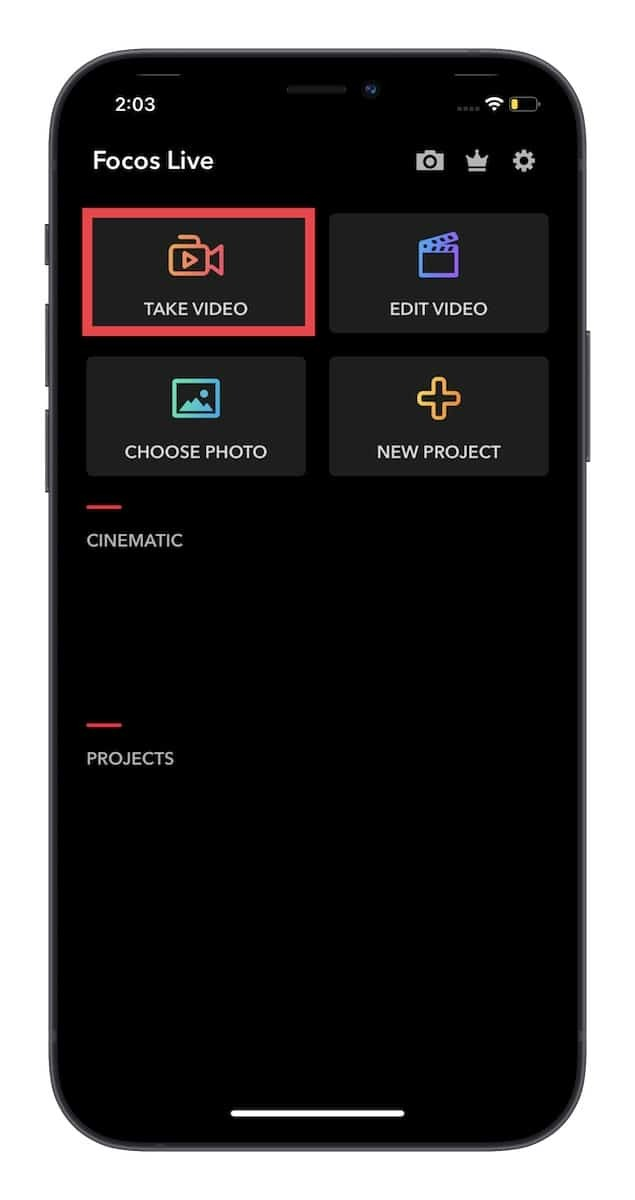 2:03
Focos Live
TAKE VIDEO
EDIT VIDEO
CHOOSE PHOTO
NEW PROJECT
CINEMATIC
PROJECTS